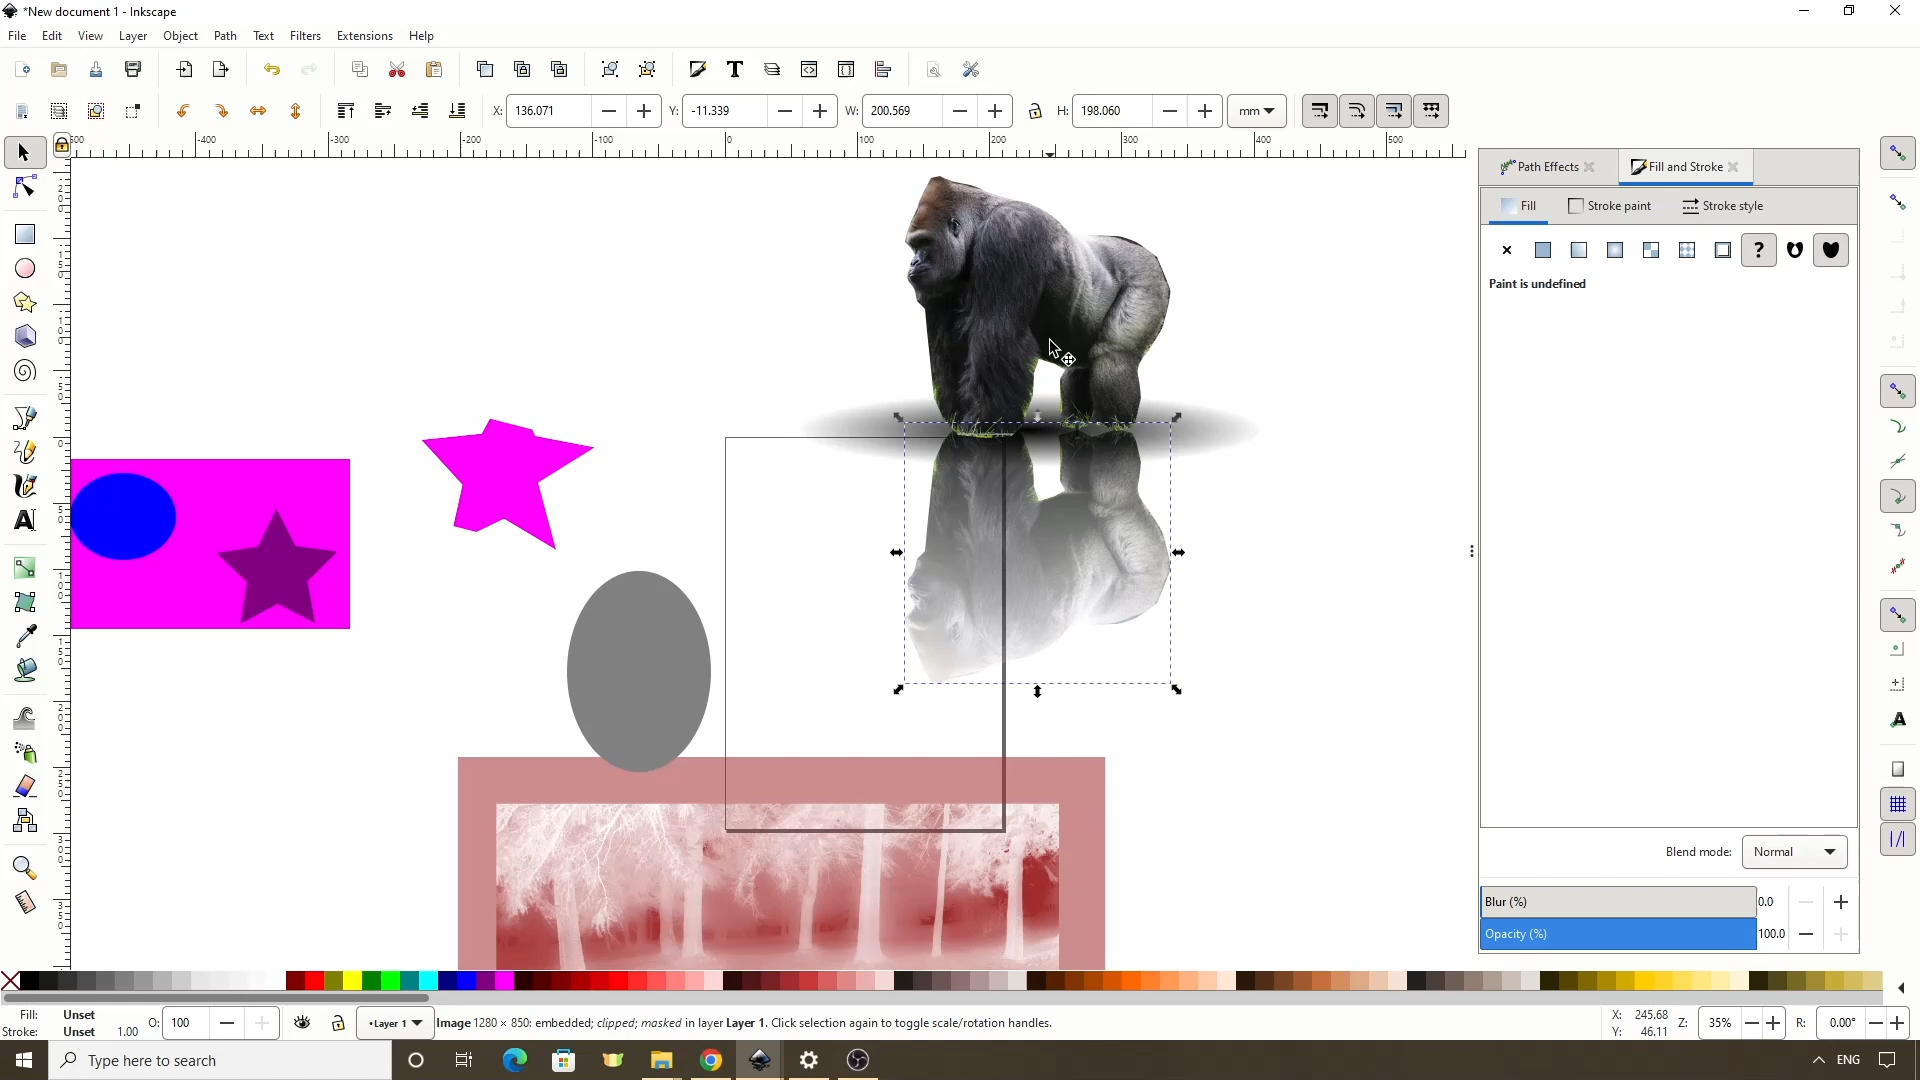 *New document 1 - Inkscape
File Edit View Layer Object Path Text Filters Extensions Help
X: 136.071 Y: -11.339 W: 200.569 H: 198.060 mm
-400 -300 -200 -100 0 100 200 300 400 500
Path Effects Fill and Stroke
Fill Stroke paint Stroke style
Paint is undefined
Blend mode: Normal
Blur (%) 0.0
Opacity (%) 100.0
Fill: Unset
Stroke: Unset 1.00 O: 100 •Layer 1 Image 1280 × 850: embedded; clipped; masked in layer Layer 1. Click selection again to toggle scale/rotation handles. X: 245.68 Y: 46.11 Z: 35% R: 0.00°
Type here to search ENG